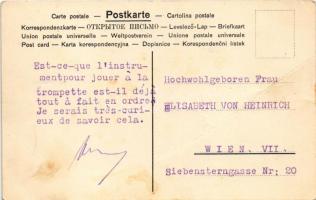 Carte postale — Postkarte — Cartolina postale
Korrespondenzkarte — ОТКРЫТОЕ ПИСЬМО — Levelező-Lap — Briefkort
Union postale universelle — Weltpostverein — Unione postale universale
Post card — Karta korespondencyjna — Dopisnice — Korespondenční lístek
Est-ce-que l'instru-
mentpour jouer à la
trompette est-il déjà
tout à fait en ordre?
Je serais très-curi-
eux de savoir cela.
Hochwohlgeboren Frau
ELISABETH VON HEINRICH
WIEN. VII.
Siebensterngasse Nr: 20